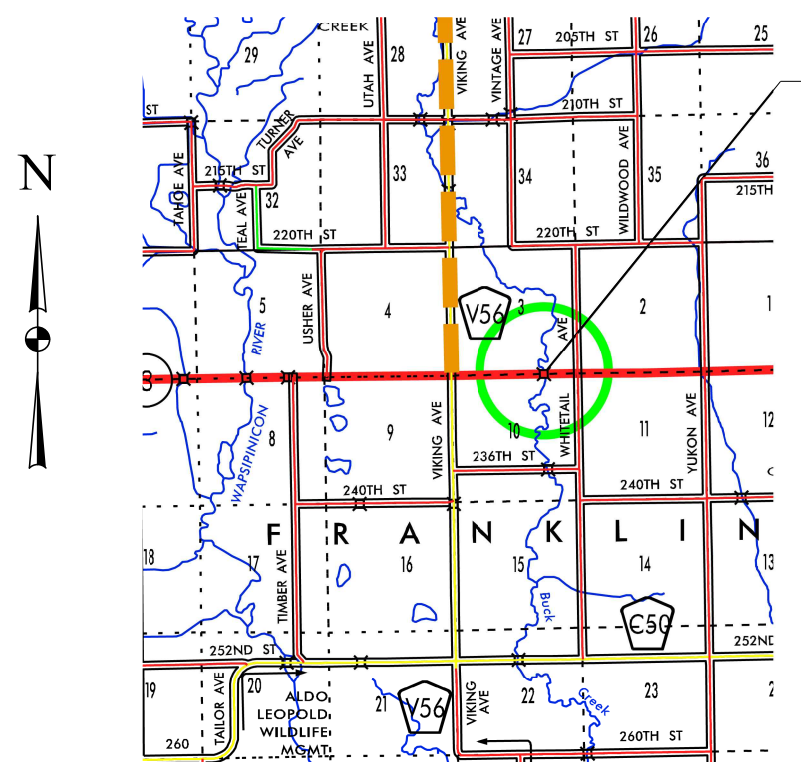 CREEK
29
UTAH AVE
28
VIKING AVE
VINTAGE AVE
27
205TH ST
26
25
ST
TURNER AVE
210TH ST
N
TAHOE AVE
215TH ST
32
33
34
WILDWOOD AVE
35
36
215TH
TEAL AVE
220TH ST
220TH ST
5
RIVER
USHER AVE
4
V56
3
AVE
2
1
WAPSIPINICON
8
9
VIKING AVE
10
WHITETAIL
11
YUKON AVE
12
236TH ST
240TH ST
240TH ST
FRANKLIN
18
17
TIMBER AVE
16
15
14
13
Buck
C50
252ND ST
252ND
19
TAILOR AVE
20
ALDO
LEOPOLD
WILDLIFE
MGMT
21
V56
VIKING AVE
22
Creek
23
2
260
260TH ST